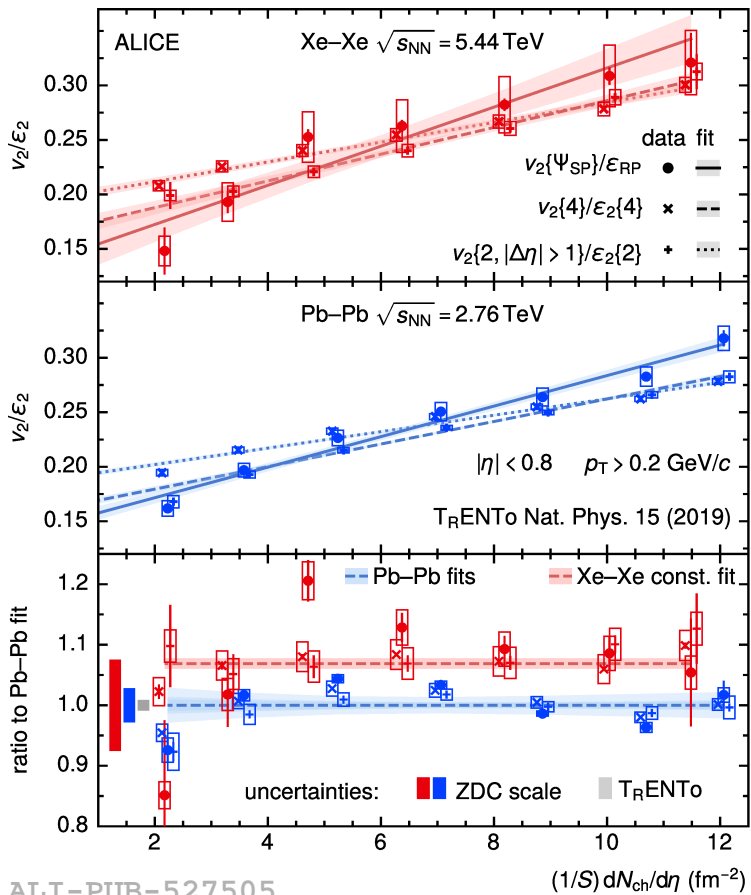 ALICE Xe–Xe √sNN = 5.44 TeV
0.30
0.25
0.20
0.15
v2/ε2
data fit
v2{ΨSP}/εRP
v2{4}/ε2{4}
v2{2, |Δη| > 1}/ε2{2}
Pb–Pb √sNN = 2.76 TeV
0.30
0.25
0.20
0.15
v2/ε2
|η| < 0.8 pT > 0.2 GeV/c
TRENTo Nat. Phys. 15 (2019)
1.2
1.1
1.0
0.9
0.8
ratio to Pb–Pb fit
Pb–Pb fits Xe–Xe const. fit
uncertainties: ZDC scale TRENTo
2 4 6 8 10 12
(1/S) dNch/dη (fm−2)
ALI-PUB-527505